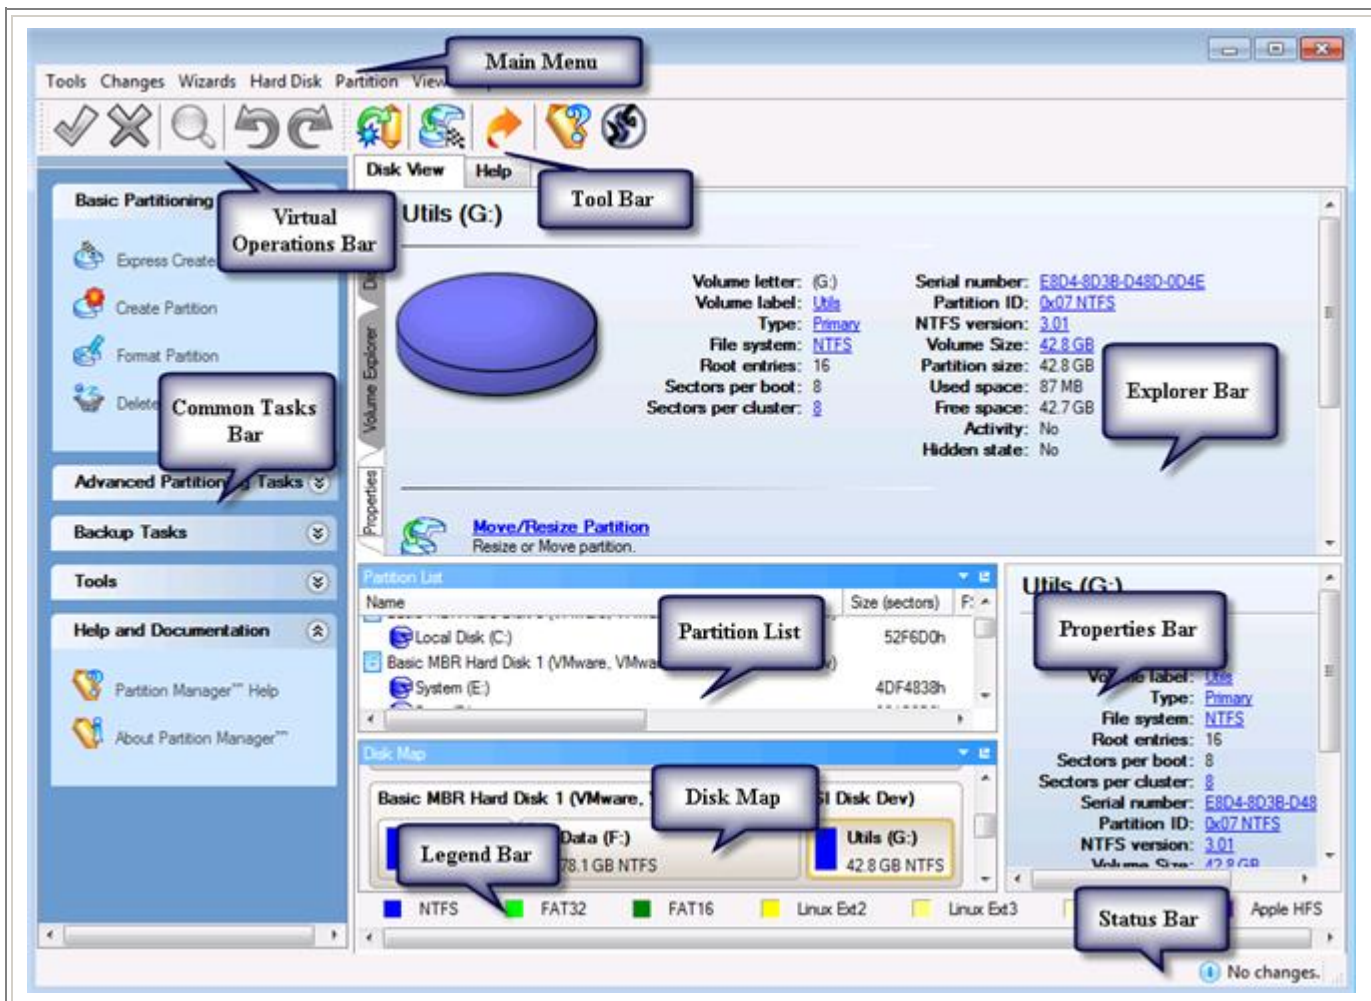 Main Menu
Tools Changes Wizards Hard Disk Partition View
Disk View Help
Tool Bar
Basic Partitioning
Virtual
Operations Bar
Express Create
Create Partition
Format Partition
Delete
Common Tasks
Bar
Advanced Partitioning Tasks
Backup Tasks
Tools
Help and Documentation
Partition Manager™ Help
About Partition Manager™
Utils (G:)
Volume Explorer
Properties
Volume letter: (G:)
Volume label: Utils
Type: Primary
File system: NTFS
Root entries: 16
Sectors per boot: 8
Sectors per cluster: 8
Serial number: E8D4-8D3B-D48D-0D4E
Partition ID: 0x07 NTFS
NTFS version: 3.01
Volume Size: 42.8 GB
Partition size: 42.8 GB
Used space: 87 MB
Free space: 42.7 GB
Activity: No
Hidden state: No
Explorer Bar
Move/Resize Partition
Resize or Move partition.
Partition List
Name Size (sectors)
Local Disk (C:) 52F6D0h
Basic MBR Hard Disk 1 (VMware, VMwa
System (E:) 4DF4838h
Partition List
Disk Map
Basic MBR Hard Disk 1 (VMware, SI Disk Dev)
Disk Map
Data (F:)
78.1 GB NTFS
Utils (G:)
42.8 GB NTFS
Legend Bar
NTFS FAT32 FAT16 Linux Ext2 Linux Ext3 Apple HFS
Utils (G:)
Properties Bar
Volume label: Utils
Type: Primary
File system: NTFS
Root entries: 16
Sectors per boot: 8
Sectors per cluster: 8
Serial number: E8D4-8D3B-D48
Partition ID: 0x07 NTFS
NTFS version: 3.01
Volume Size: 42.8 GB
Status Bar
No changes.